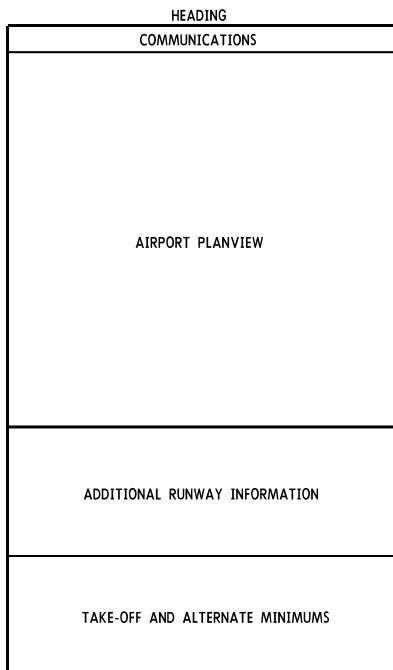 HEADING
COMMUNICATIONS
AIRPORT PLANVIEW
ADDITIONAL RUNWAY INFORMATION
TAKE-OFF AND ALTERNATE MINIMUMS